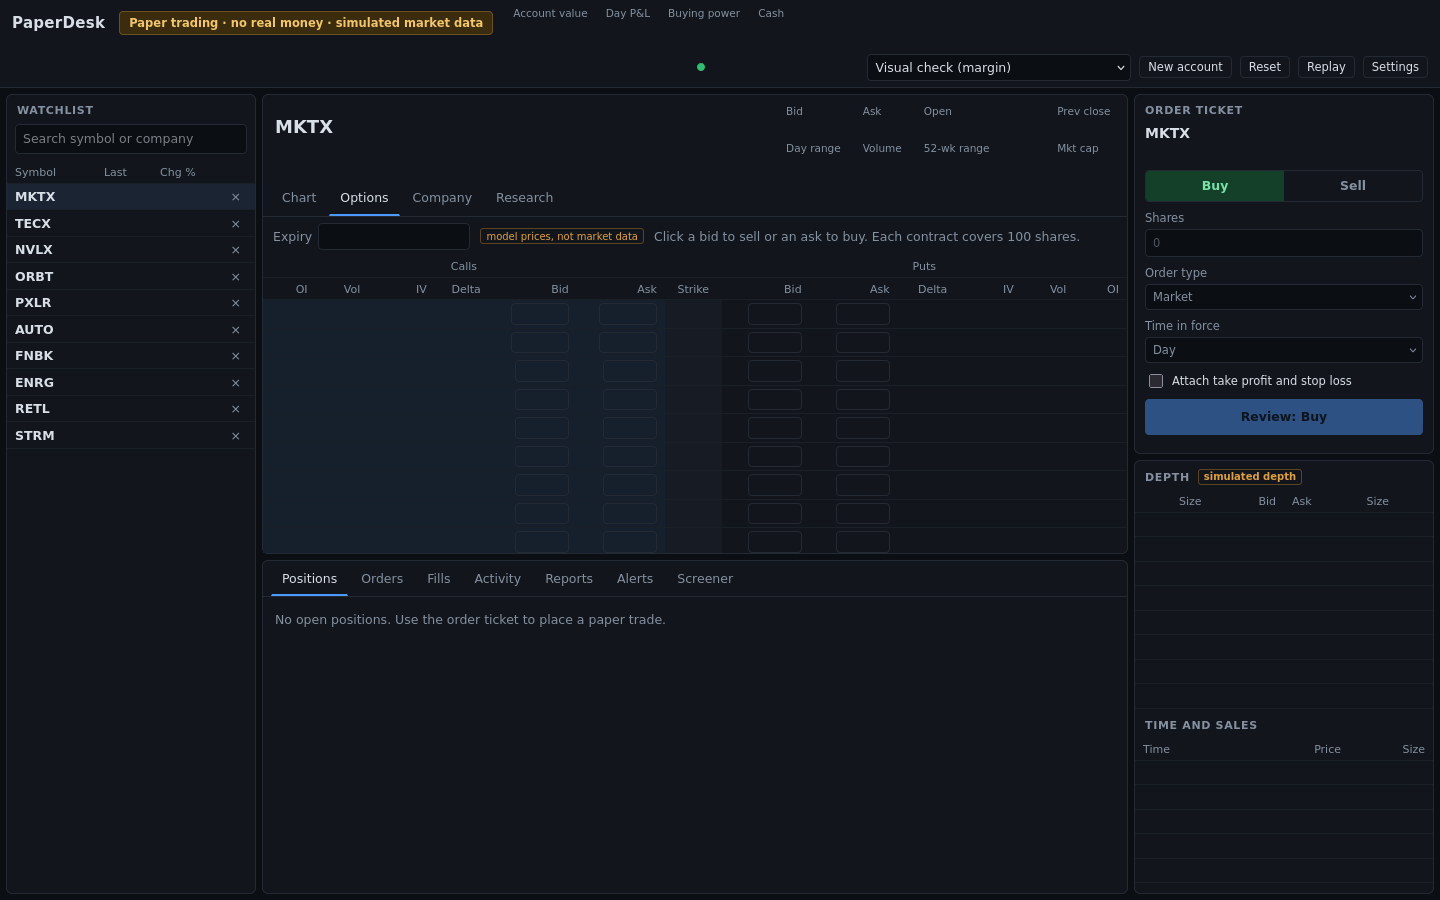 PaperDesk
Paper trading · no real money · simulated market data
Account value Day P&L Buying power Cash
Visual check (margin)
New account
Reset
Replay
Settings
WATCHLIST
Search symbol or company
Symbol Last Chg %
MKTX ×
TECX ×
NVLX ×
ORBT ×
PXLR ×
AUTO ×
FNBK ×
ENRG ×
RETL ×
STRM ×
MKTX
Bid Ask Open Prev close
Day range Volume 52-wk range Mkt cap
Chart Options Company Research
Expiry model prices, not market data Click a bid to sell or an ask to buy. Each contract covers 100 shares.
Calls Puts
OI Vol IV Delta Bid Ask Strike Bid Ask Delta IV Vol OI
Positions Orders Fills Activity Reports Alerts Screener
No open positions. Use the order ticket to place a paper trade.
ORDER TICKET
MKTX
Buy Sell
Shares
0
Order type
Market
Time in force
Day
Attach take profit and stop loss
Review: Buy
DEPTH simulated depth
Size Bid Ask Size
TIME AND SALES
Time Price Size